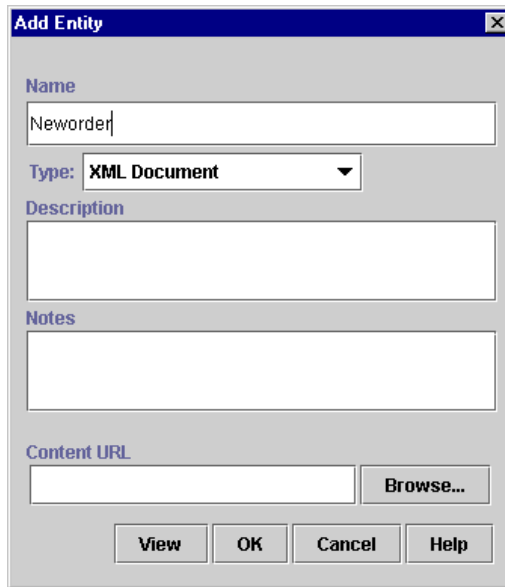 Add Entity
Name
Neworder
Type: XML Document
Description
Notes
Content URL
Browse...
View OK Cancel Help